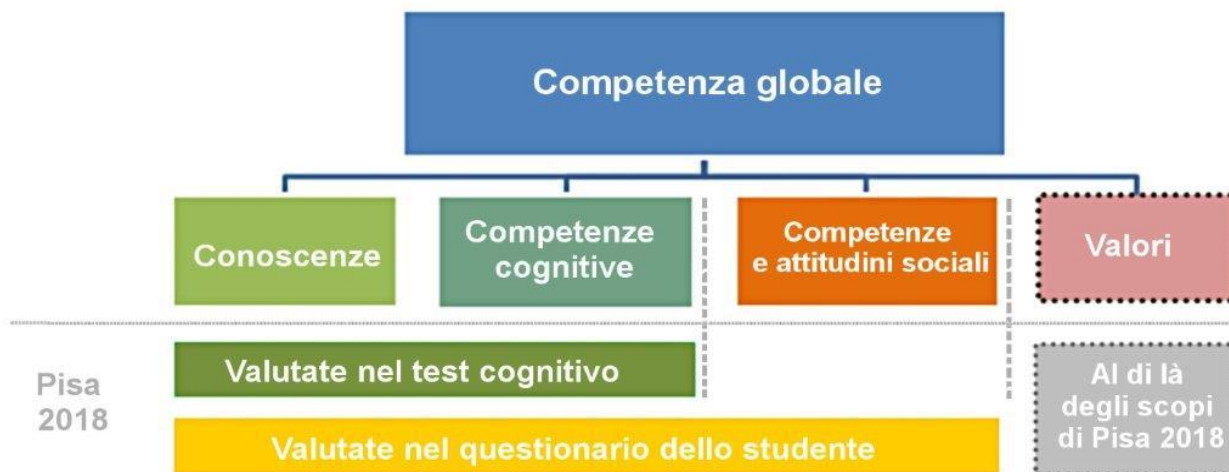 Competenza globale
Conoscenze
Competenze
cognitive
Competenze
e attitudini sociali
Valori
Pisa
2018
Valutate nel test cognitivo
Valutate nel questionario dello studente
Al di là
degli scopi
di Pisa 2018